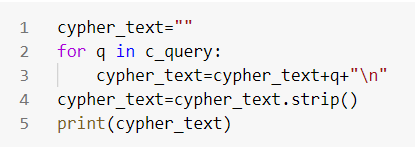 1 cypher_text=""
2 for q in c_query:
3     cypher_text=cypher_text+q+"\n"
4 cypher_text=cypher_text.strip()
5 print(cypher_text)